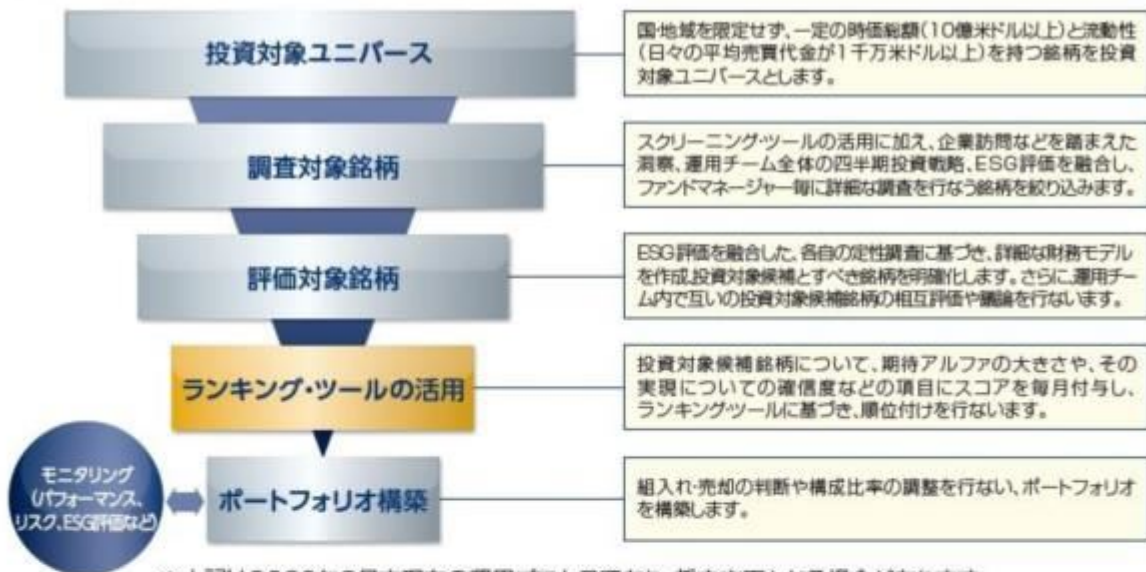 投資対象ユニバース
国・地域を限定せず、一定の時価総額(10億米ドル以上)と流動性
(日々の平均売買代金が1千万米ドル以上)を持つ銘柄を投資
対象ユニバースとします。
調査対象銘柄
スクリーニング・ツールの活用に加え、企業訪問などを踏まえた
洞察、運用チーム全体の四半期投資戦略、ESG評価を融合し、
ファンドマネージャー毎に詳細な調査を行なう銘柄を絞り込みます。
評価対象銘柄
ESG評価を融合した、各自の定性調査に基づき、詳細な財務モデル
を作成、投資対象候補とすべき銘柄を明確化します。さらに、運用チー
ム内で互いの投資対象候補銘柄の相互評価や議論を行ないます。
ランキング・ツールの活用
投資対象候補銘柄について、期待アルファの大きさや、その
実現についての確信度などの項目にスコアを毎月付与し、
ランキング・ツールに基づき、順位付けを行ないます。
モニタリング
(パフォーマンス、
リスク、ESG評価など)
ポートフォリオ構築
組入れ・売却の判断や構成比率の調整を行ない、ポートフォリオ
を構築します。